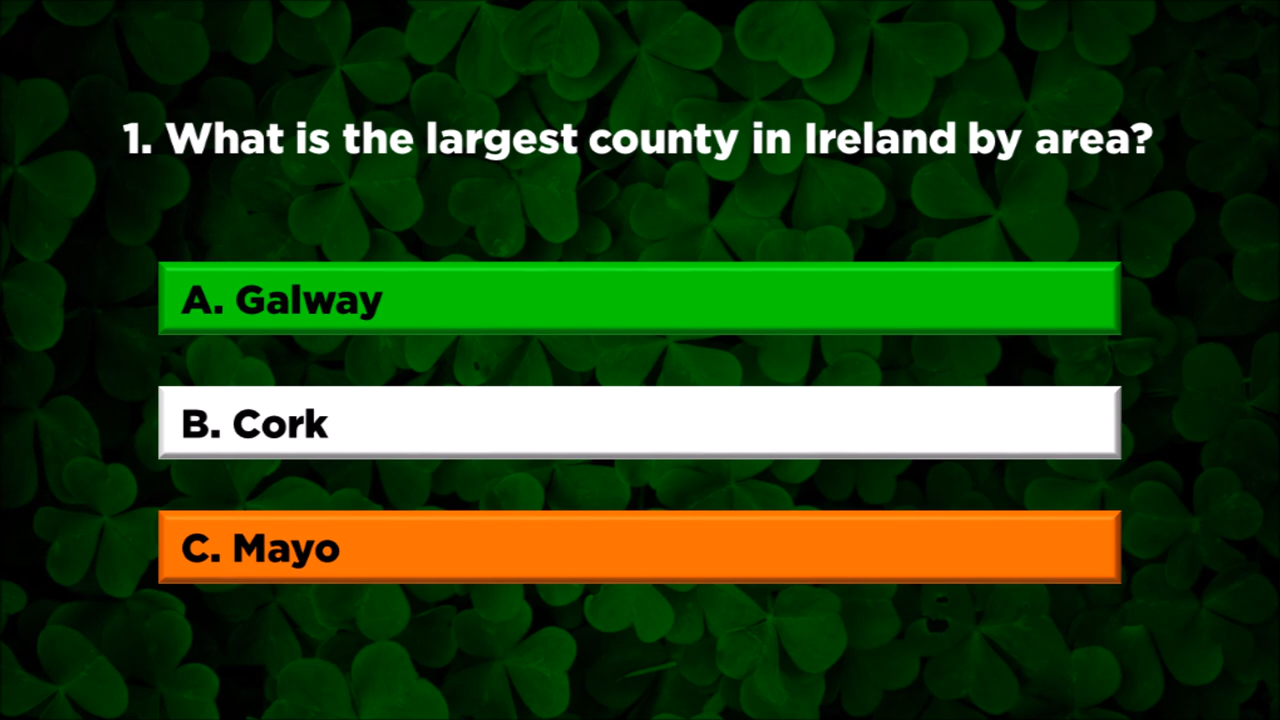 1. What is the largest county in Ireland by area?
A. Galway
B. Cork
C. Mayo